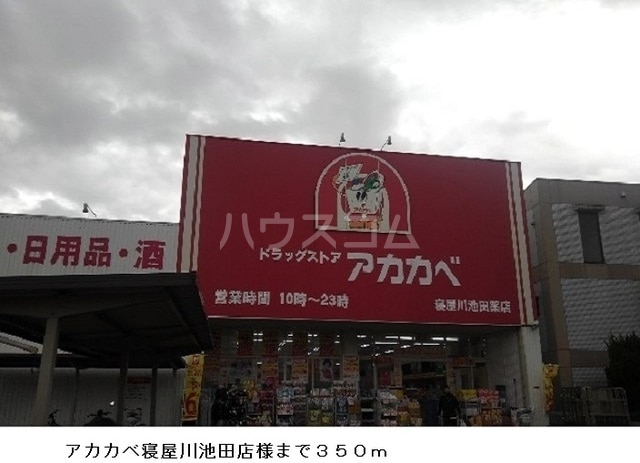 ハウスコム
ドラッグストア アカカベ
・日用品・酒
営業時間 10時～23時
寝屋川池田薬店
アカカベ寝屋川池田店様まで３５０ｍ